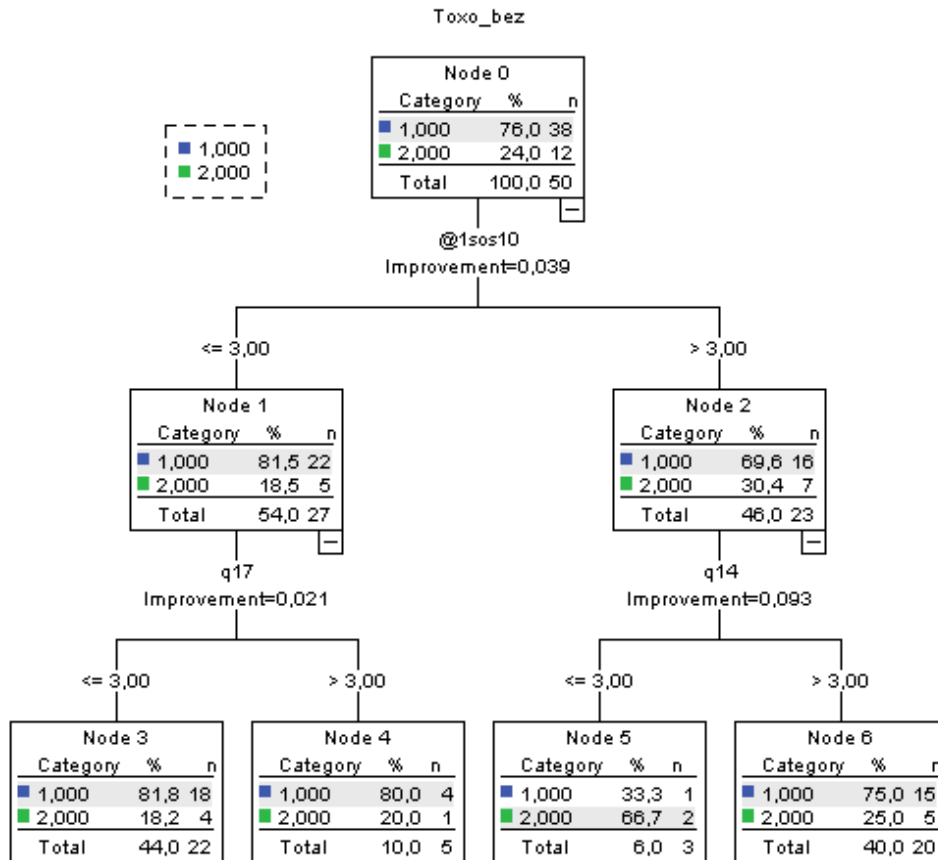 Toxo_bez
1,000
2,000
Node 0
Category % n
1,000 76,0 38
2,000 24,0 12
Total 100,0 50
@1sos10
Improvement=0,039
<= 3,00
> 3,00
Node 1
Category % n
1,000 81,5 22
2,000 18,5 5
Total 54,0 27
Node 2
Category % n
1,000 69,6 16
2,000 30,4 7
Total 46,0 23
q17
Improvement=0,021
q14
Improvement=0,093
<= 3,00
> 3,00
<= 3,00
> 3,00
Node 3
Category % n
1,000 81,8 18
2,000 18,2 4
Total 44,0 22
Node 4
Category % n
1,000 80,0 4
2,000 20,0 1
Total 10,0 5
Node 5
Category % n
1,000 33,3 1
2,000 66,7 2
Total 6,0 3
Node 6
Category % n
1,000 75,0 15
2,000 25,0 5
Total 40,0 20